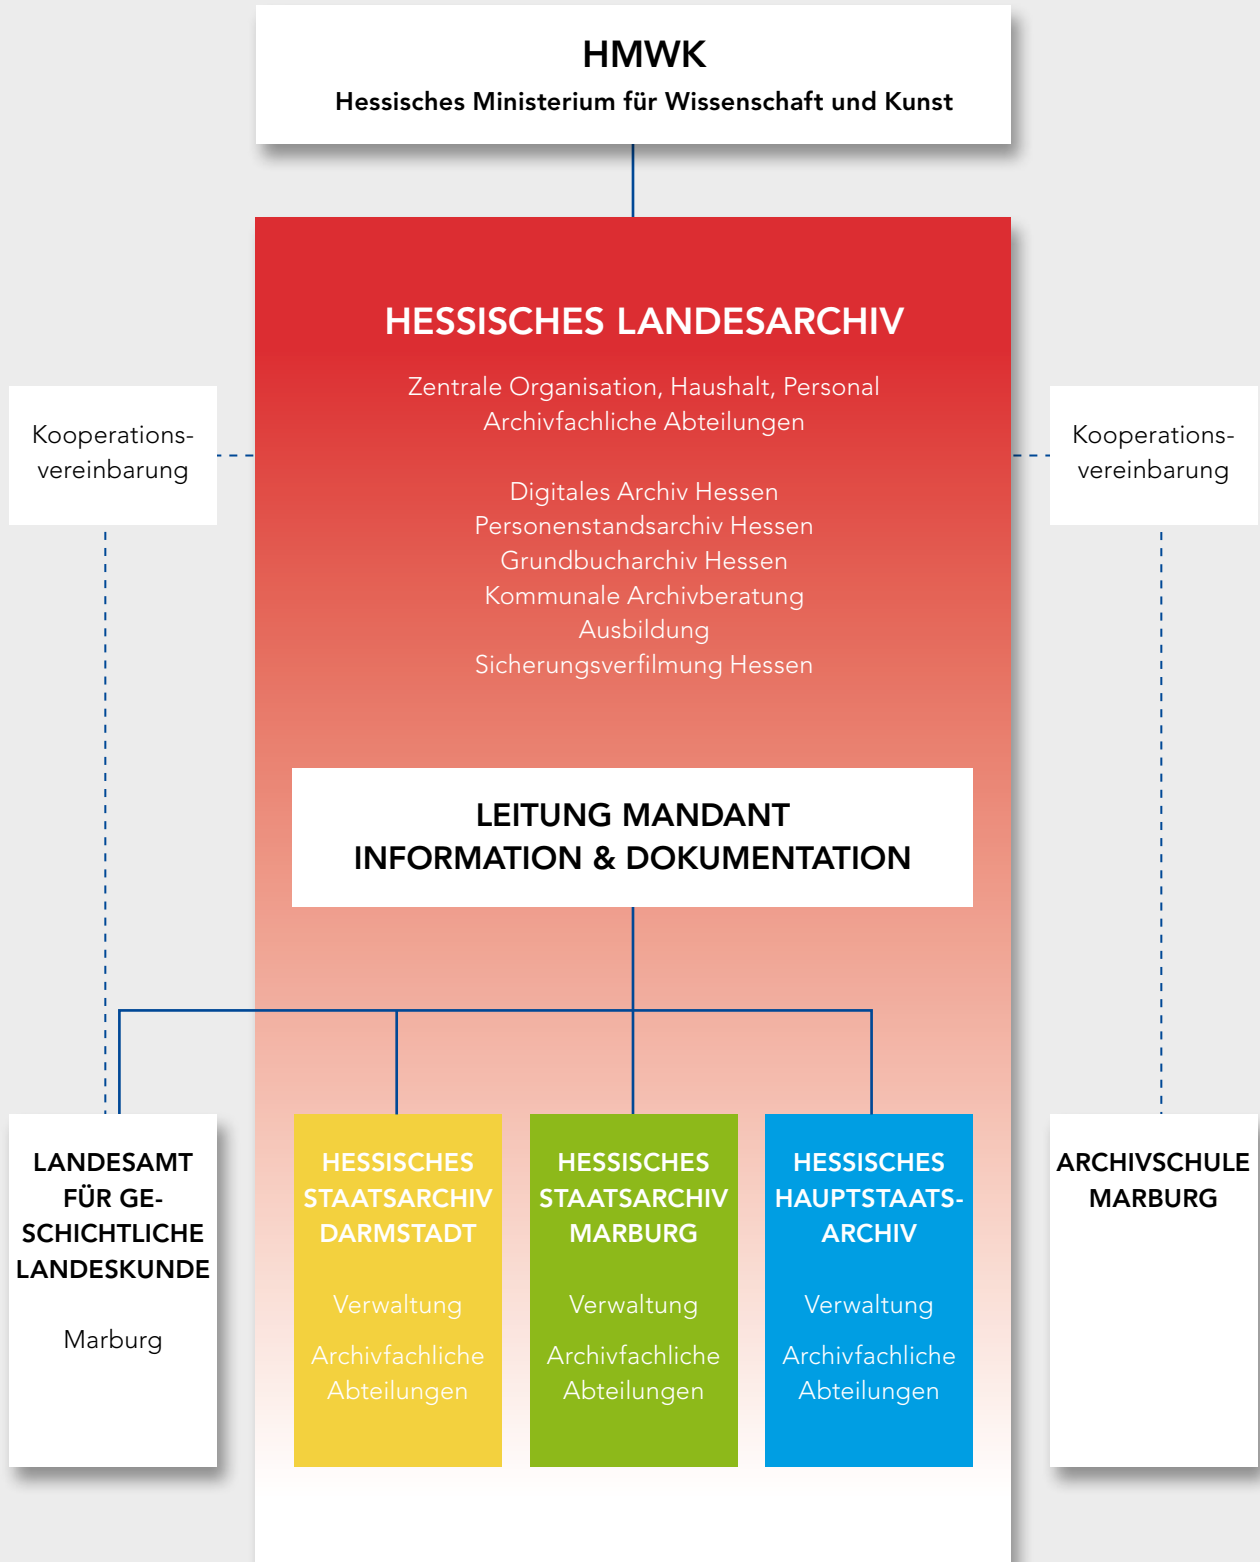 HMWK
Hessisches Ministerium für Wissenschaft und Kunst
HESSISCHES LANDESARCHIV
Zentrale Organisation, Haushalt, Personal
Archivfachliche Abteilungen
Digitales Archiv Hessen
Personenstandsarchiv Hessen
Grundbucharchiv Hessen
Kommunale Archivberatung
Ausbildung
Sicherungsverfilmung Hessen
Kooperations-
vereinbarung
Kooperations-
vereinbarung
LEITUNG MANDANT
INFORMATION & DOKUMENTATION
LANDESAMT
FÜR GE-
SCHICHTLICHE
LANDESKUNDE
Marburg
HESSISCHES
STAATSARCHIV
DARMSTADT
Verwaltung
Archivfachliche
Abteilungen
HESSISCHES
STAATSARCHIV
MARBURG
Verwaltung
Archivfachliche
Abteilungen
HESSISCHES
HAUPTSTAATS-
ARCHIV
Verwaltung
Archivfachliche
Abteilungen
ARCHIVSCHULE
MARBURG